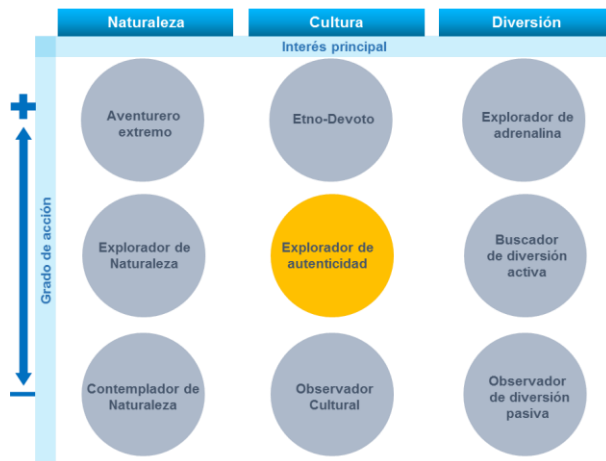 Naturaleza
Cultura
Diversión
Interés principal
Grado de acción
Aventurero
extremo
Etno-Devoto
Explorador de
adrenalina
Explorador de
Naturaleza
Explorador de
autenticidad
Buscador
de diversión
activa
Contemplador de
Naturaleza
Observador
Cultural
Observador
de diversión
pasiva